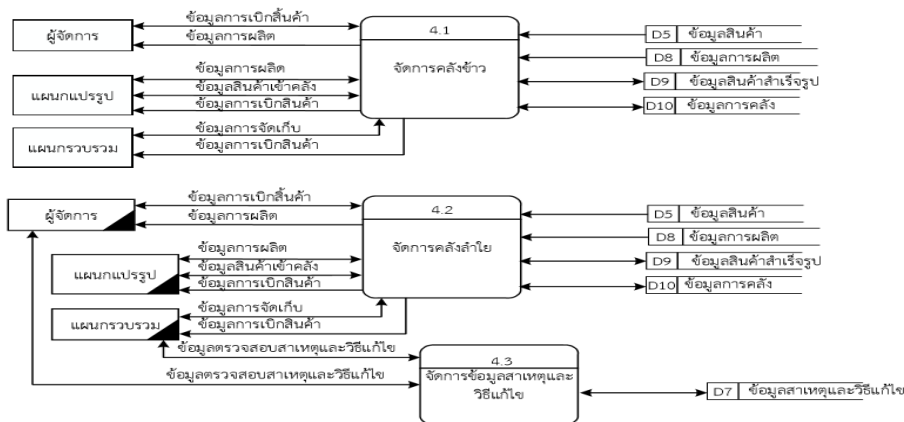 ข้อมูลการเบิกสิ้นค้า
ผู้จัดการ
ข้อมูลการผลิต
4.1
จัดการคลังข้าว
D5 ข้อมูลสินค้า
D8 ข้อมูลการผลิต
D9 ข้อมูลสินค้าสำเร็จรูป
D10 ข้อมูลการคลัง
ข้อมูลการผลิต
แผนกแปรรูป
ข้อมูลสินค้าเข้าคลัง
ข้อมูลการเบิกสินค้า
ข้อมูลการจัดเก็บ
แผนกรวบรวม
ข้อมูลการเบิกสินค้า
ข้อมูลการเบิกสิ้นค้า
ผู้จัดการ
ข้อมูลการผลิต
4.2
จัดการคลังลำใย
D5 ข้อมูลสินค้า
D8 ข้อมูลการผลิต
D9 ข้อมูลสินค้าสำเร็จรูป
D10 ข้อมูลการคลัง
ข้อมูลการผลิต
แผนกแปรรูป
ข้อมูลสินค้าเข้าคลัง
ข้อมูลการเบิกสินค้า
ข้อมูลการจัดเก็บ
แผนกรวบรวม
ข้อมูลการเบิกสินค้า
ข้อมูลตรวจสอบสาเหตุและวิธีแก้ไข
ข้อมูลตรวจสอบสาเหตุและวิธีแก้ไข
4.3
จัดการข้อมูลสาเหตุและ
วิธีแก้ไข
D7 ข้อมูลสาเหตุและวิธีแก้ไข